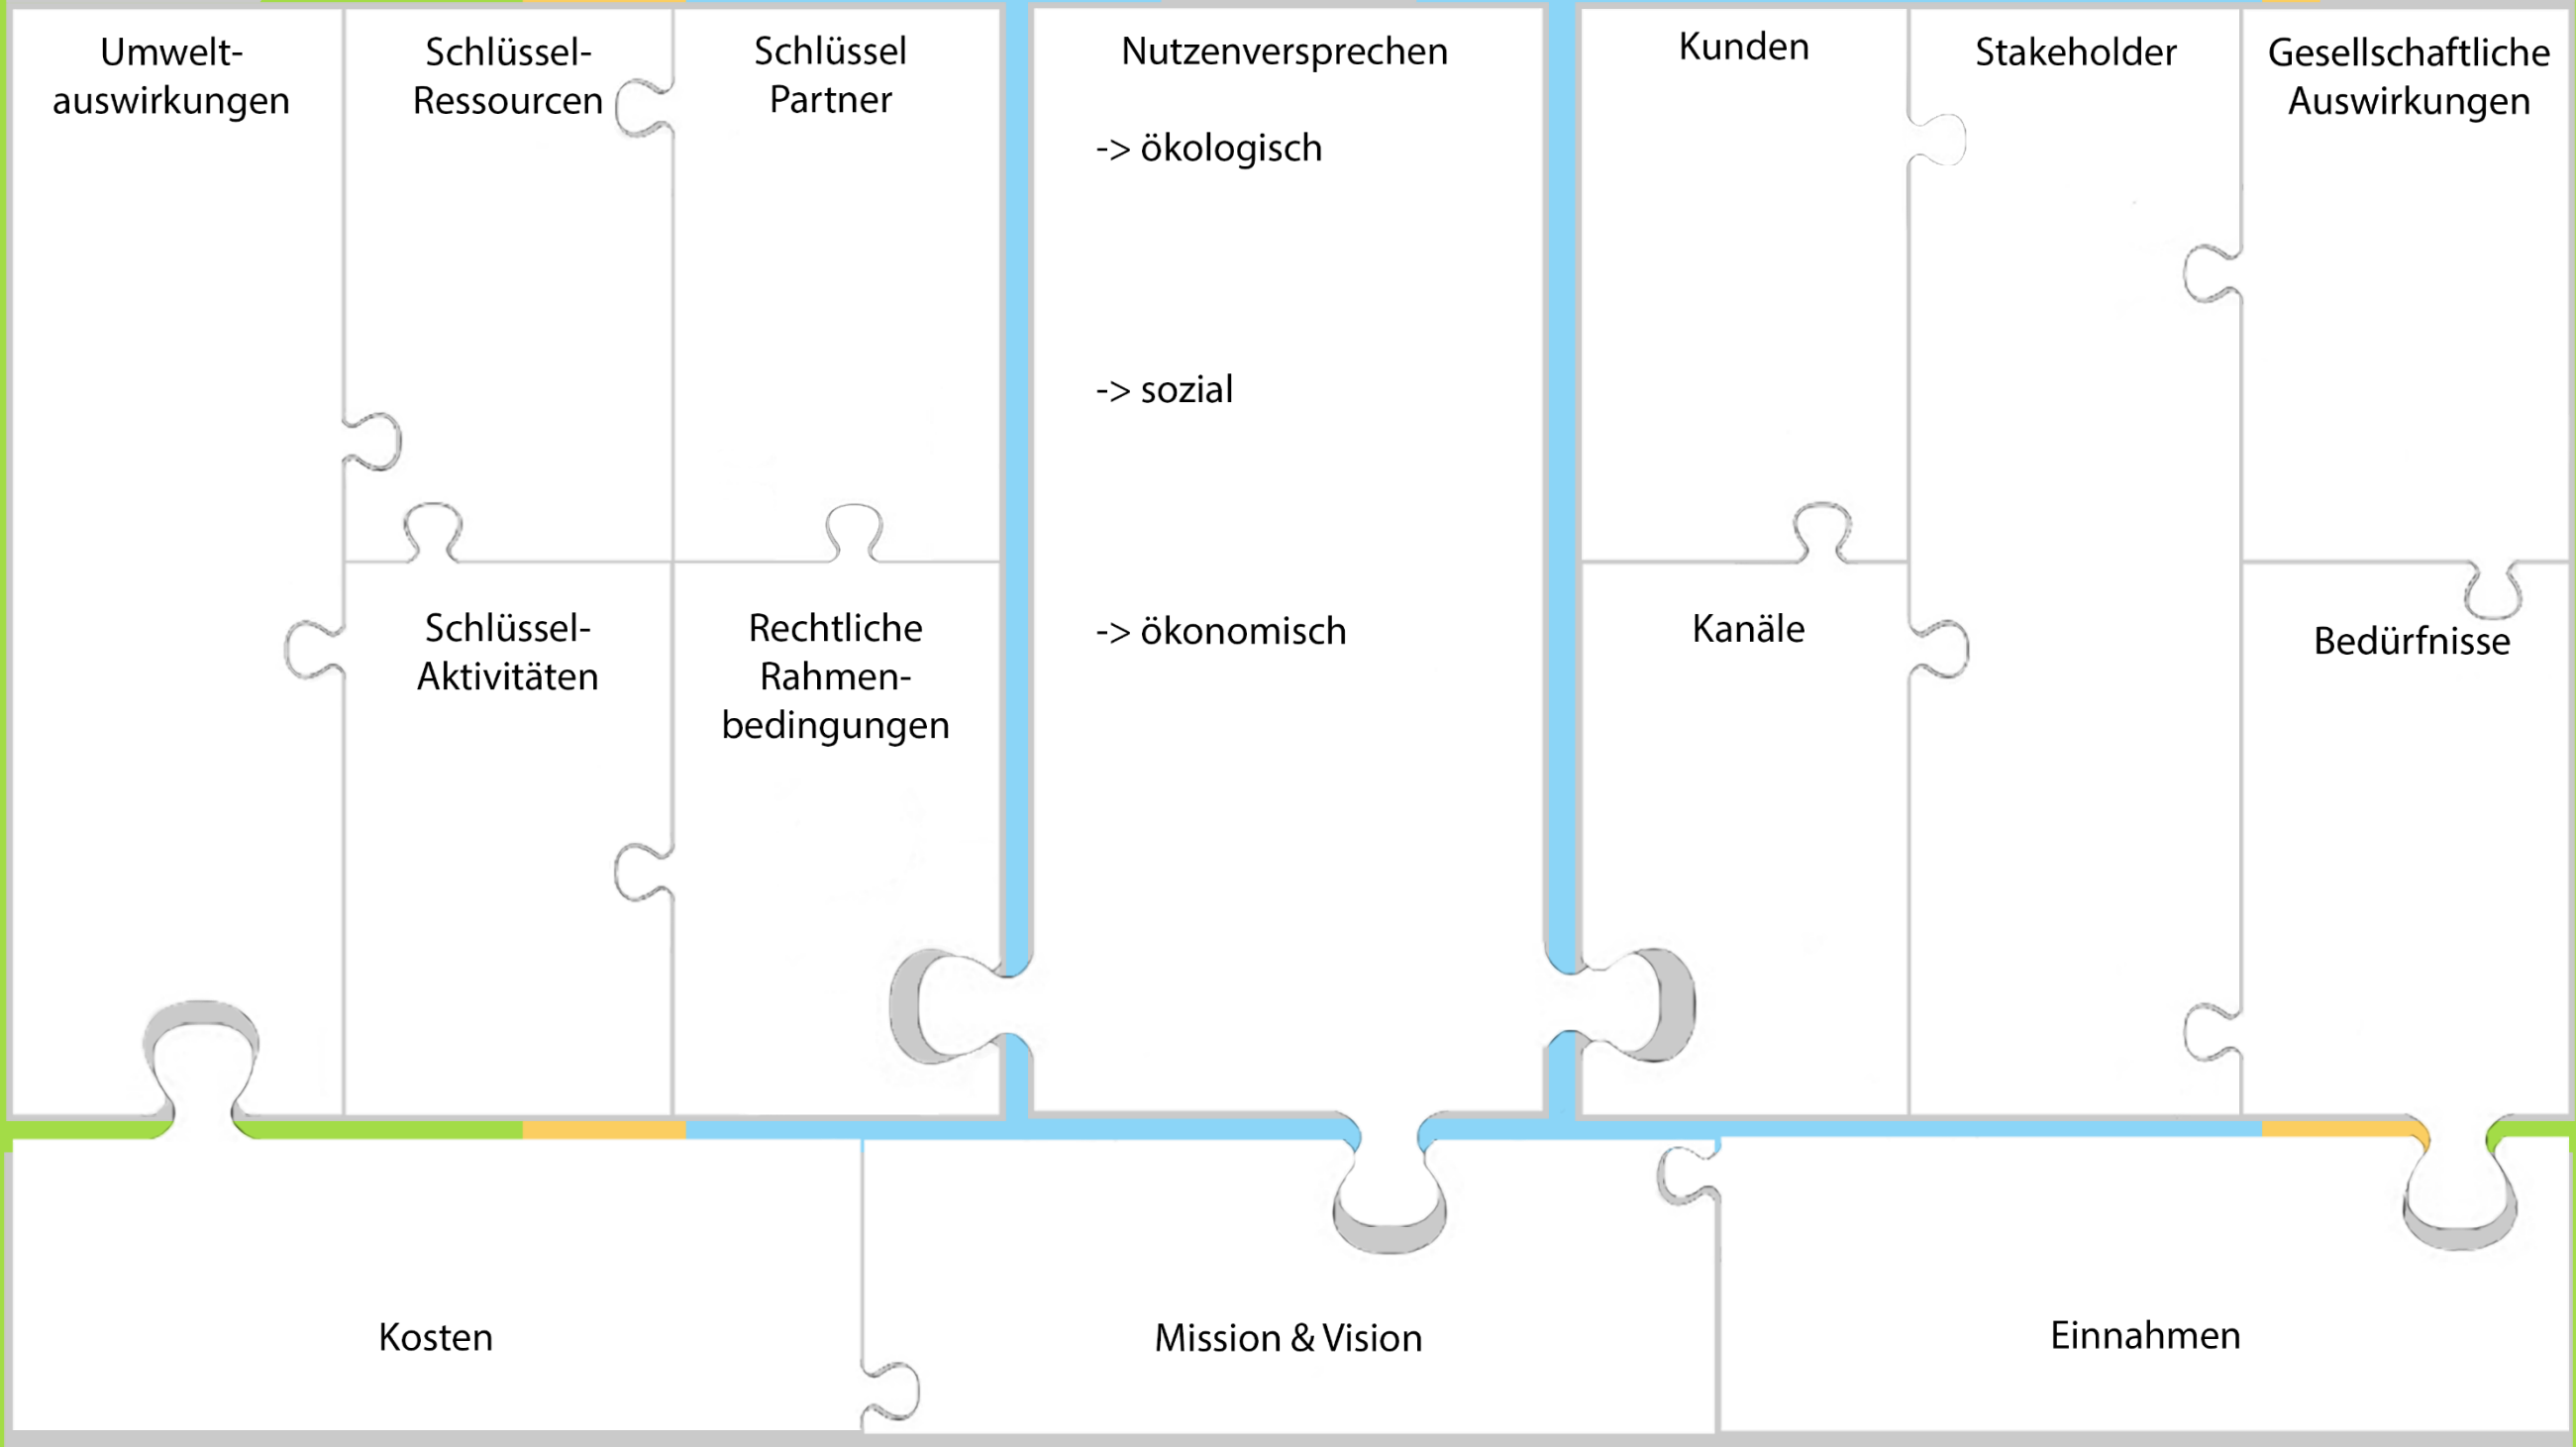 Umwelt-
auswirkungen
Schlüssel-
Ressourcen
Schlüssel
Partner
Nutzenversprechen
-> ökologisch
-> sozial
-> ökonomisch
Kunden
Stakeholder
Gesellschaftliche
Auswirkungen
Schlüssel-
Aktivitäten
Rechtliche
Rahmen-
bedingungen
Kanäle
Bedürfnisse
Kosten
Mission & Vision
Einnahmen